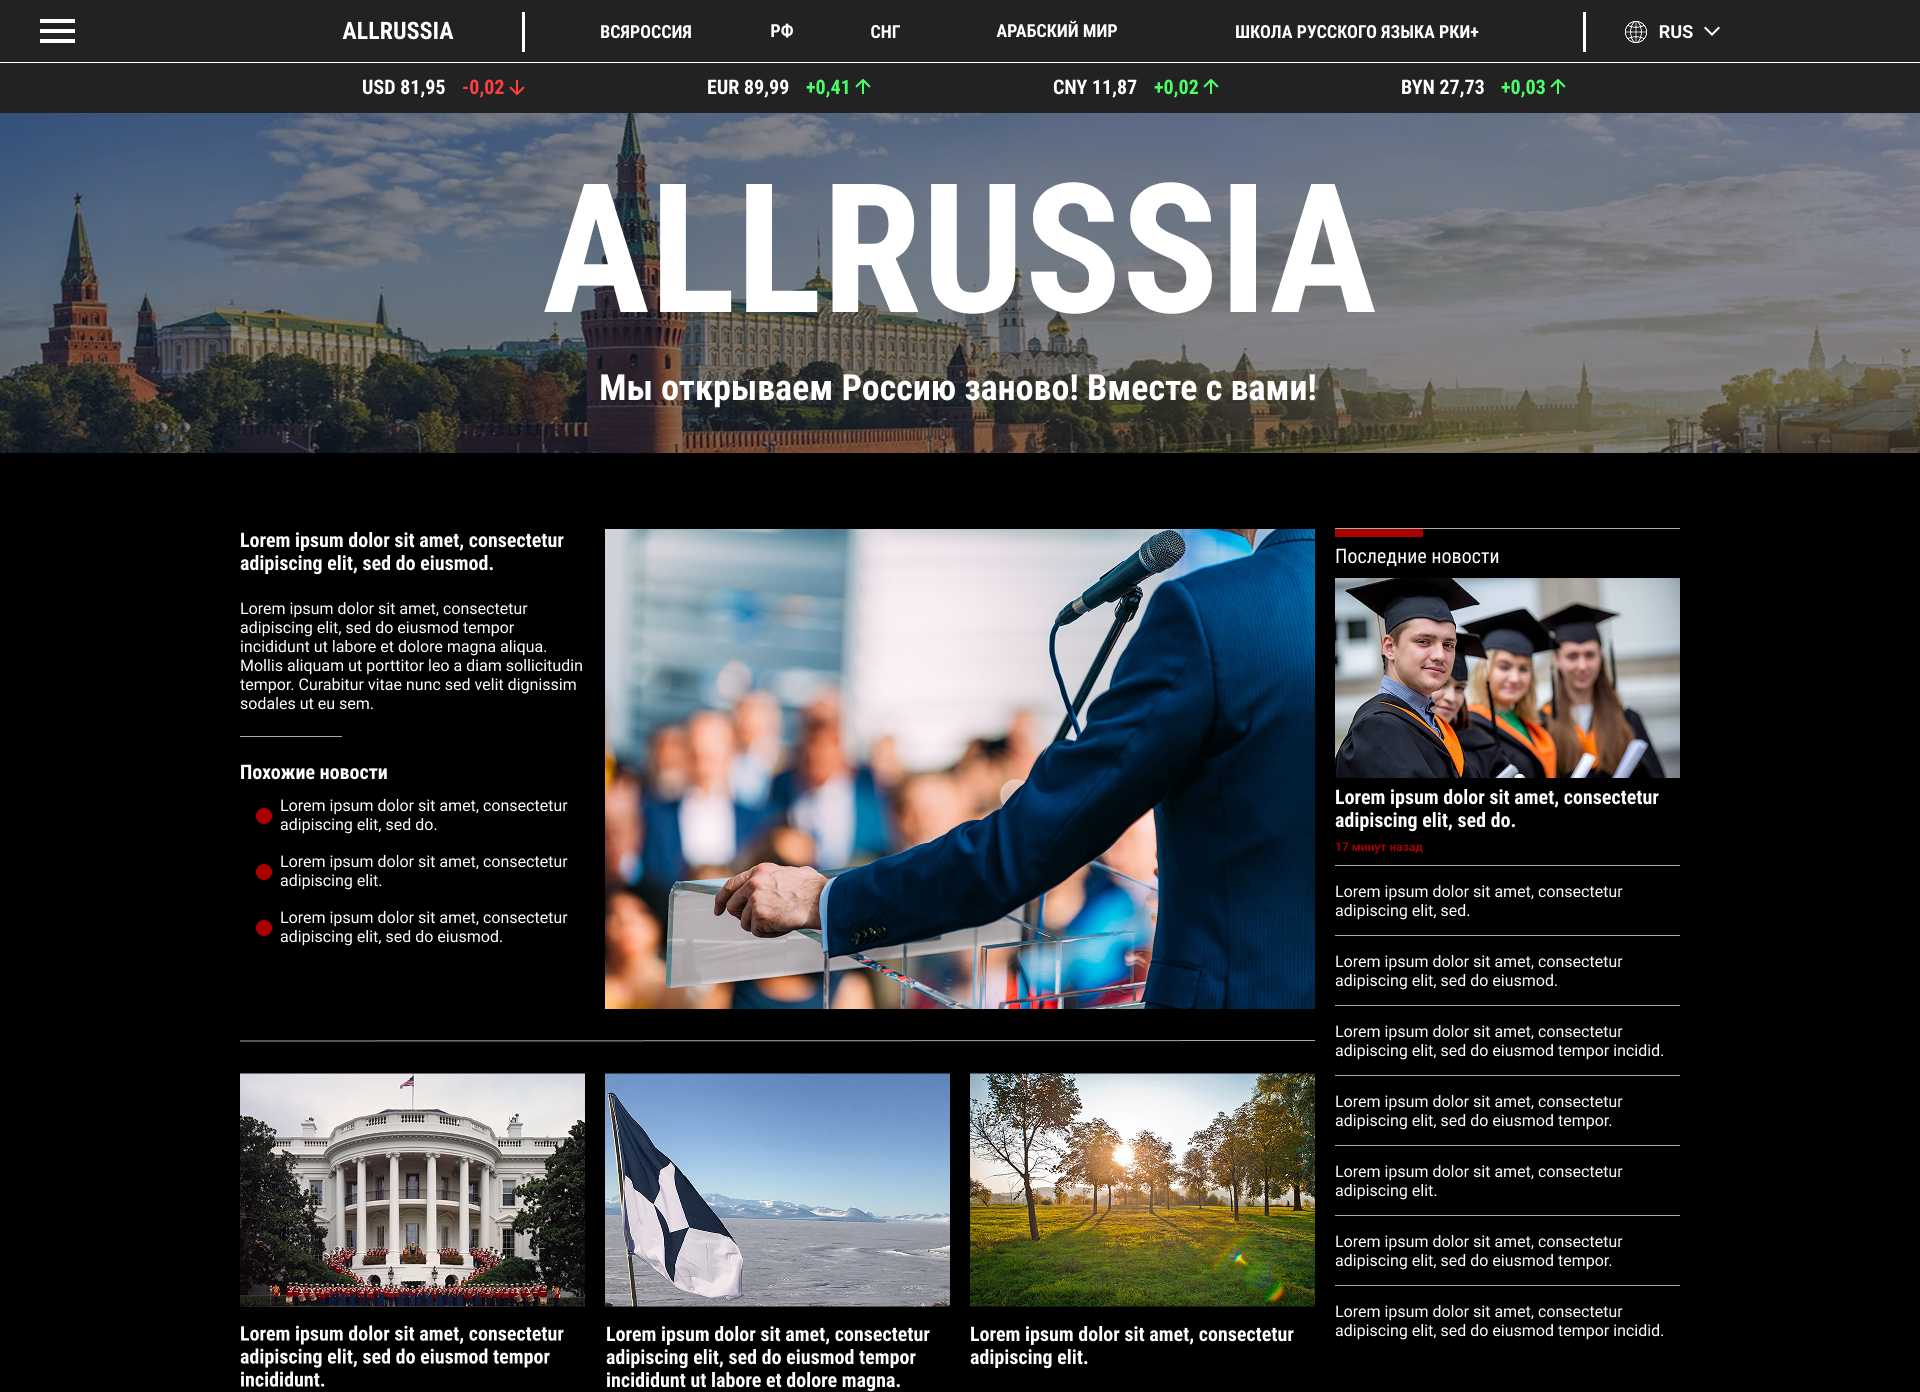 ALLRUSSIA
ВСЯРОССИЯ
РФ
СНГ
АРАБСКИЙ МИР
ШКОЛА РУССКОГО ЯЗЫКА РКИ+
RUS
USD 81,95 -0,02
EUR 89,99 +0,41
CNY 11,87 +0,02
BYN 27,73 +0,03
ALLRUSSIA
Мы открываем Россию заново! Вместе с вами!
Lorem ipsum dolor sit amet, consectetur
adipiscing elit, sed do eiusmod.
Lorem ipsum dolor sit amet, consectetur
adipiscing elit, sed do eiusmod tempor
incididunt ut labore et dolore magna aliqua.
Mollis aliquam ut porttitor leo a diam sollicitudin
tempor. Curabitur vitae nunc sed velit dignissim
sodales ut eu sem.
Похожие новости
Lorem ipsum dolor sit amet, consectetur
adipiscing elit, sed do.
Lorem ipsum dolor sit amet, consectetur
adipiscing elit.
Lorem ipsum dolor sit amet, consectetur
adipiscing elit, sed do eiusmod.
Lorem ipsum dolor sit amet, consectetur
adipiscing elit, sed do eiusmod tempor
incididunt.
Lorem ipsum dolor sit amet, consectetur
adipiscing elit, sed do eiusmod tempor
incididunt ut labore et dolore magna.
Lorem ipsum dolor sit amet, consectetur
adipiscing elit.
Последние новости
Lorem ipsum dolor sit amet, consectetur
adipiscing elit, sed do.
17 минут назад
Lorem ipsum dolor sit amet, consectetur
adipiscing elit, sed.
Lorem ipsum dolor sit amet, consectetur
adipiscing elit, sed do eiusmod.
Lorem ipsum dolor sit amet, consectetur
adipiscing elit, sed do eiusmod tempor incidid.
Lorem ipsum dolor sit amet, consectetur
adipiscing elit, sed do eiusmod tempor.
Lorem ipsum dolor sit amet, consectetur
adipiscing elit.
Lorem ipsum dolor sit amet, consectetur
adipiscing elit, sed do eiusmod tempor.
Lorem ipsum dolor sit amet, consectetur
adipiscing elit, sed do eiusmod tempor incidid.